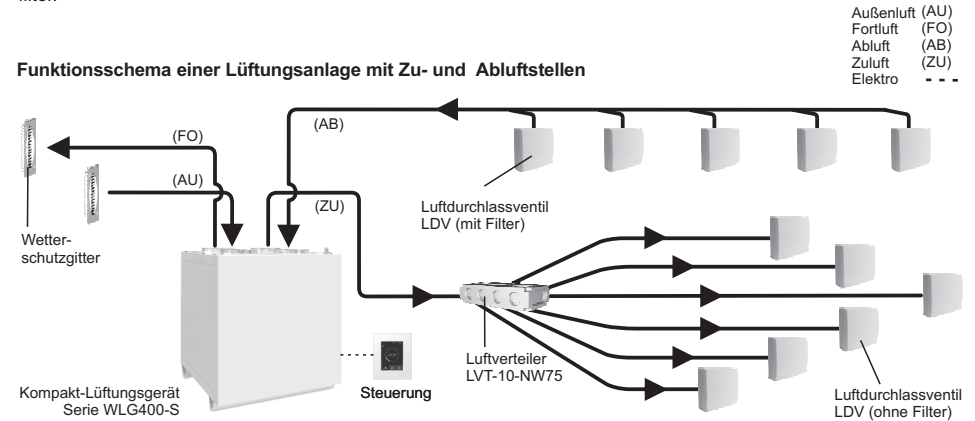 Außenluft (AU)
Fortluft (FO)
Abluft (AB)
Zuluft (ZU)
Elektro - - -
Funktionsschema einer Lüftungsanlage mit Zu- und Abluftstellen
(AB)
(FO)
(AU)
(ZU)
Luftdurchlassventil
LDV (mit Filter)
Wetter-
schutzgitter
Luftverteiler
LVT-10-NW75
Kompakt-Lüftungsgerät
Serie WLG400-S
Steuerung
Luftdurchlassventil
LDV (ohne Filter)